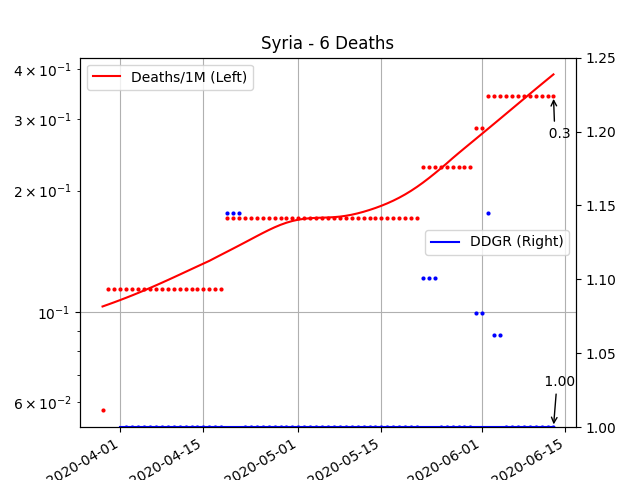 Syria - 6 Deaths
Deaths/1M (Left)
DDGR (Right)
4 × 10⁻¹
3 × 10⁻¹
2 × 10⁻¹
10⁻¹
6 × 10⁻²
1.25
1.20
1.15
1.10
1.05
1.00
0.3
1.00
2020-04-01
2020-04-15
2020-05-01
2020-05-15
2020-06-01
2020-06-15